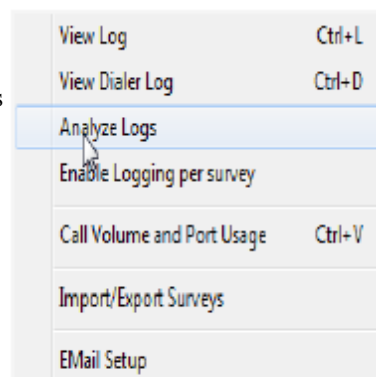 View Log Ctrl+L
View Dialer Log Ctrl+D
s
Analyze Logs
Enable Logging per survey
Call Volume and Port Usage Ctrl+V
Import/Export Surveys
EMail Setup